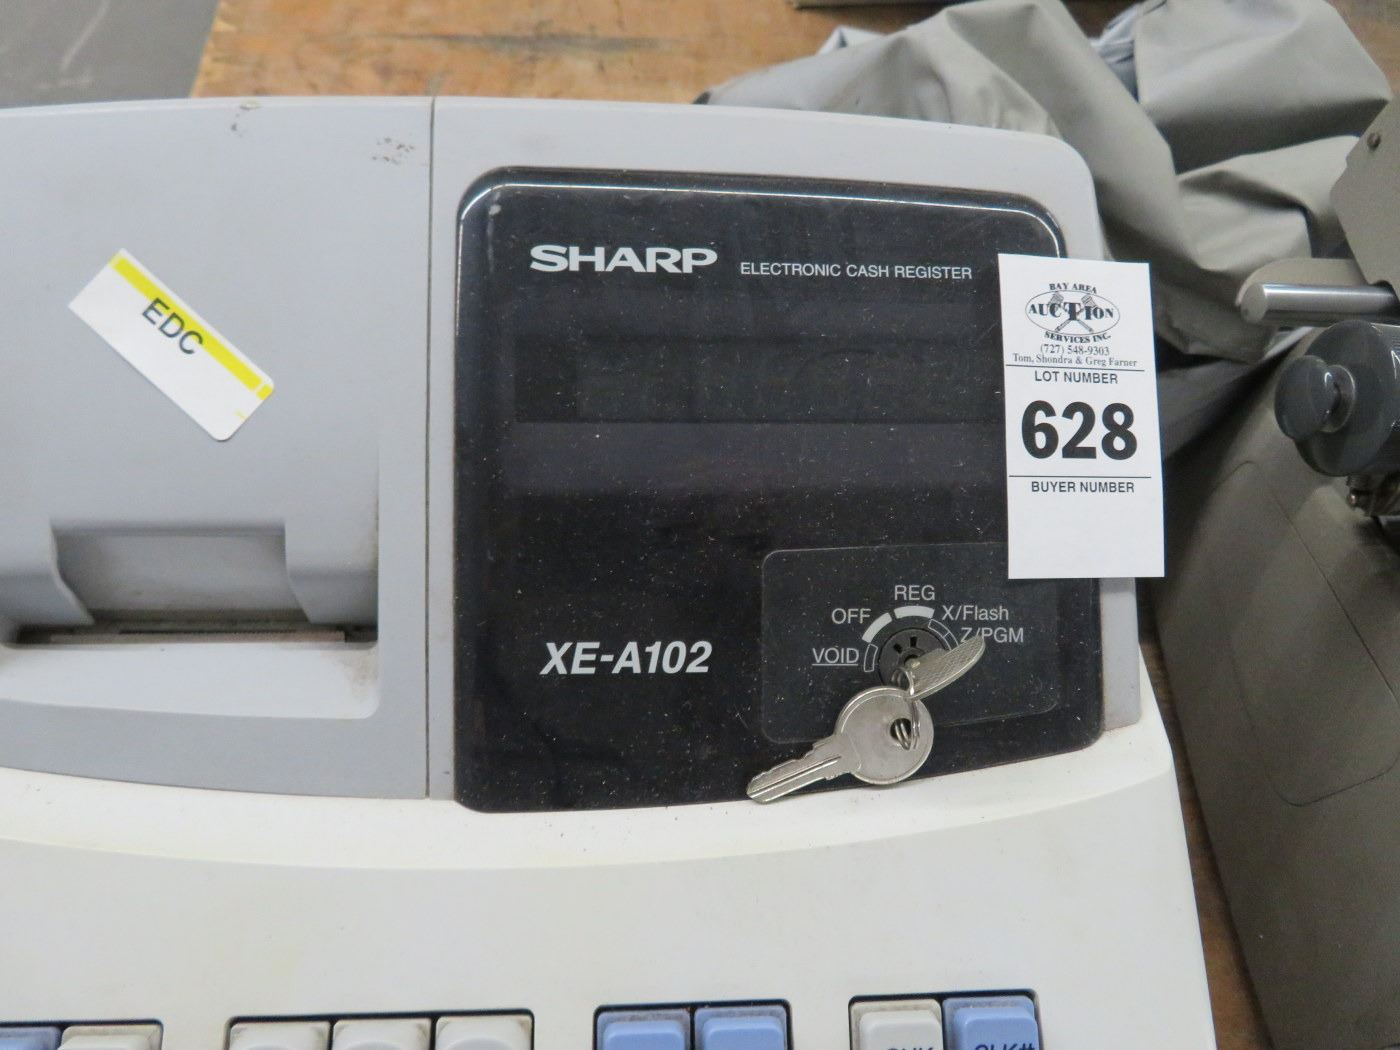 EDC
SHARP ELECTRONIC CASH REGISTER
BAY AREA
AUCTION
SERVICES INC.
(727) 548-9303
Tom, Shondra & Greg Farner
LOT NUMBER
628
BUYER NUMBER
REG
OFF X/Flash
Z/PGM
VOID
XE-A102